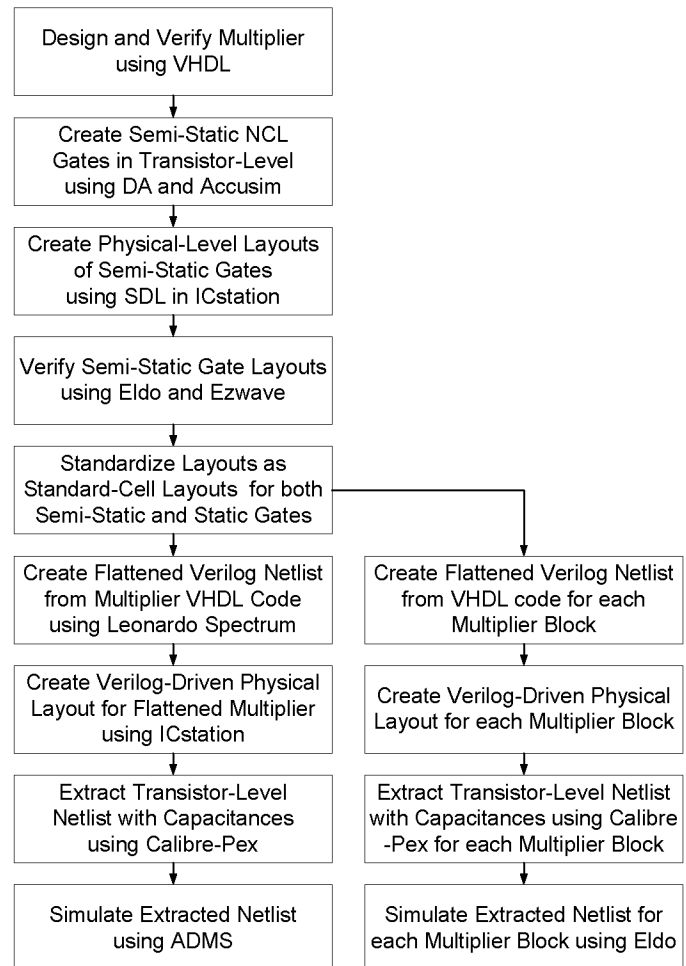 Design and Verify Multiplier
using VHDL
Create Semi-Static NCL
Gates in Transistor-Level
using DA and Accusim
Create Physical-Level Layouts
of Semi-Static Gates
using SDL in ICstation
Verify Semi-Static Gate Layouts
using Eldo and Ezwave
Standardize Layouts as
Standard-Cell Layouts for both
Semi-Static and Static Gates
Create Flattened Verilog Netlist
from Multiplier VHDL Code
using Leonardo Spectrum
Create Verilog-Driven Physical
Layout for Flattened Multiplier
using ICstation
Extract Transistor-Level
Netlist with Capacitances
using Calibre-Pex
Simulate Extracted Netlist
using ADMS
Create Flattened Verilog Netlist
from VHDL code for each
Multiplier Block
Create Verilog-Driven Physical
Layout for each Multiplier Block
Extract Transistor-Level Netlist
with Capacitances using Calibre
-Pex for each Multiplier Block
Simulate Extracted Netlist for
each Multiplier Block using Eldo